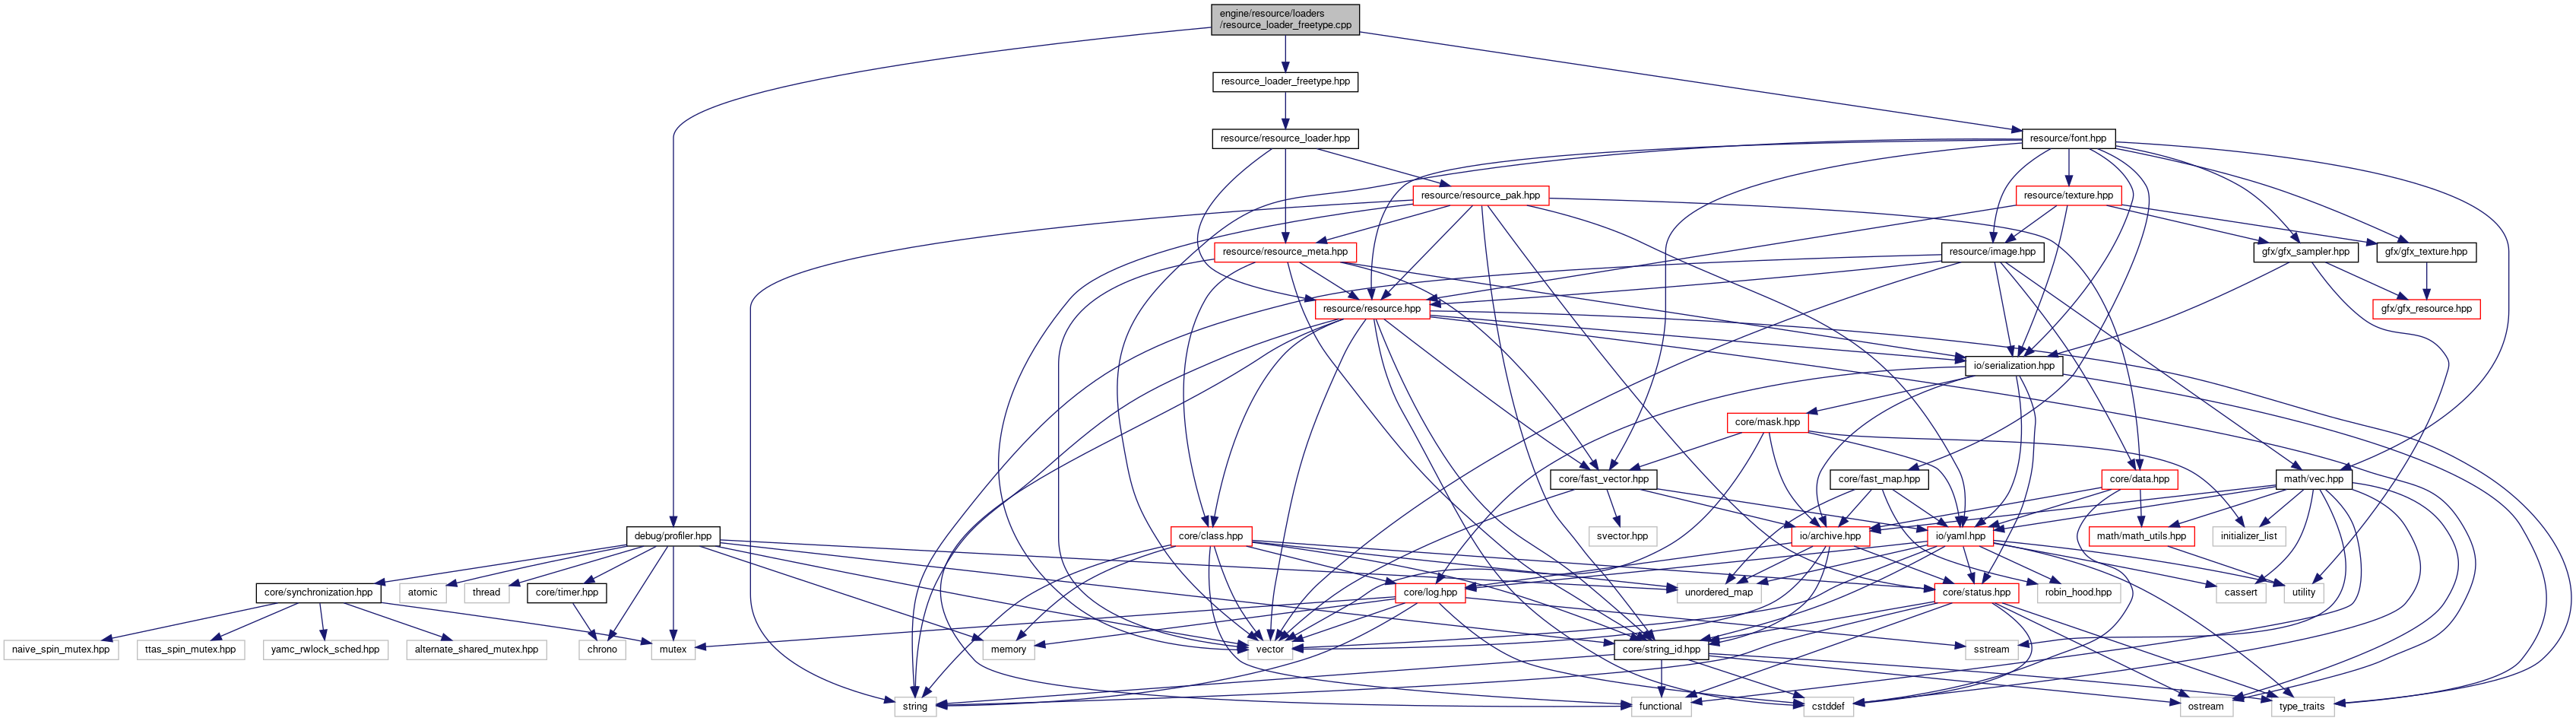 engine/resource/loaders
/resource_loader_freetype.cpp
resource_loader_freetype.hpp
resource/resource_loader.hpp
resource/font.hpp
resource/resource_pak.hpp
resource/texture.hpp
resource/resource_meta.hpp
resource/image.hpp
gfx/gfx_sampler.hpp
gfx/gfx_texture.hpp
resource/resource.hpp
gfx/gfx_resource.hpp
io/serialization.hpp
core/mask.hpp
core/fast_vector.hpp
core/fast_map.hpp
core/data.hpp
math/vec.hpp
debug/profiler.hpp
core/class.hpp
svector.hpp
io/archive.hpp
io/yaml.hpp
math/math_utils.hpp
initializer_list
core/synchronization.hpp
atomic
thread
core/timer.hpp
unordered_map
core/log.hpp
core/status.hpp
robin_hood.hpp
cassert
utility
naive_spin_mutex.hpp
ttas_spin_mutex.hpp
yamc_rwlock_sched.hpp
alternate_shared_mutex.hpp
chrono
mutex
memory
vector
core/string_id.hpp
sstream
string
functional
cstddef
ostream
type_traits